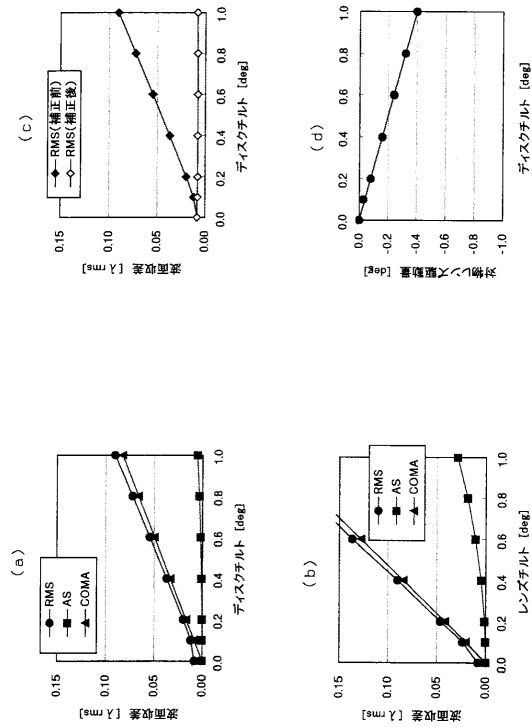 (a)
RMS
AS
COMA
波面収差 [λrms]
0.15
0.10
0.05
0.00
0.0 0.2 0.4 0.6 0.8 1.0
ディスクチルト [deg]
(b)
RMS
AS
COMA
波面収差 [λrms]
0.15
0.10
0.05
0.00
0.0 0.2 0.4 0.6 0.8 1.0
レンズチルト [deg]
(c)
RMS(補正前)
RMS(補正後)
波面収差 [λrms]
0.15
0.10
0.05
0.00
0.0 0.2 0.4 0.6 0.8 1.0
ディスクチルト [deg]
(d)
対物レンズ駆動量 [deg]
0.0
-0.2
-0.4
-0.6
-0.8
-1.0
0.0 0.2 0.4 0.6 0.8 1.0
ディスクチルト [deg]